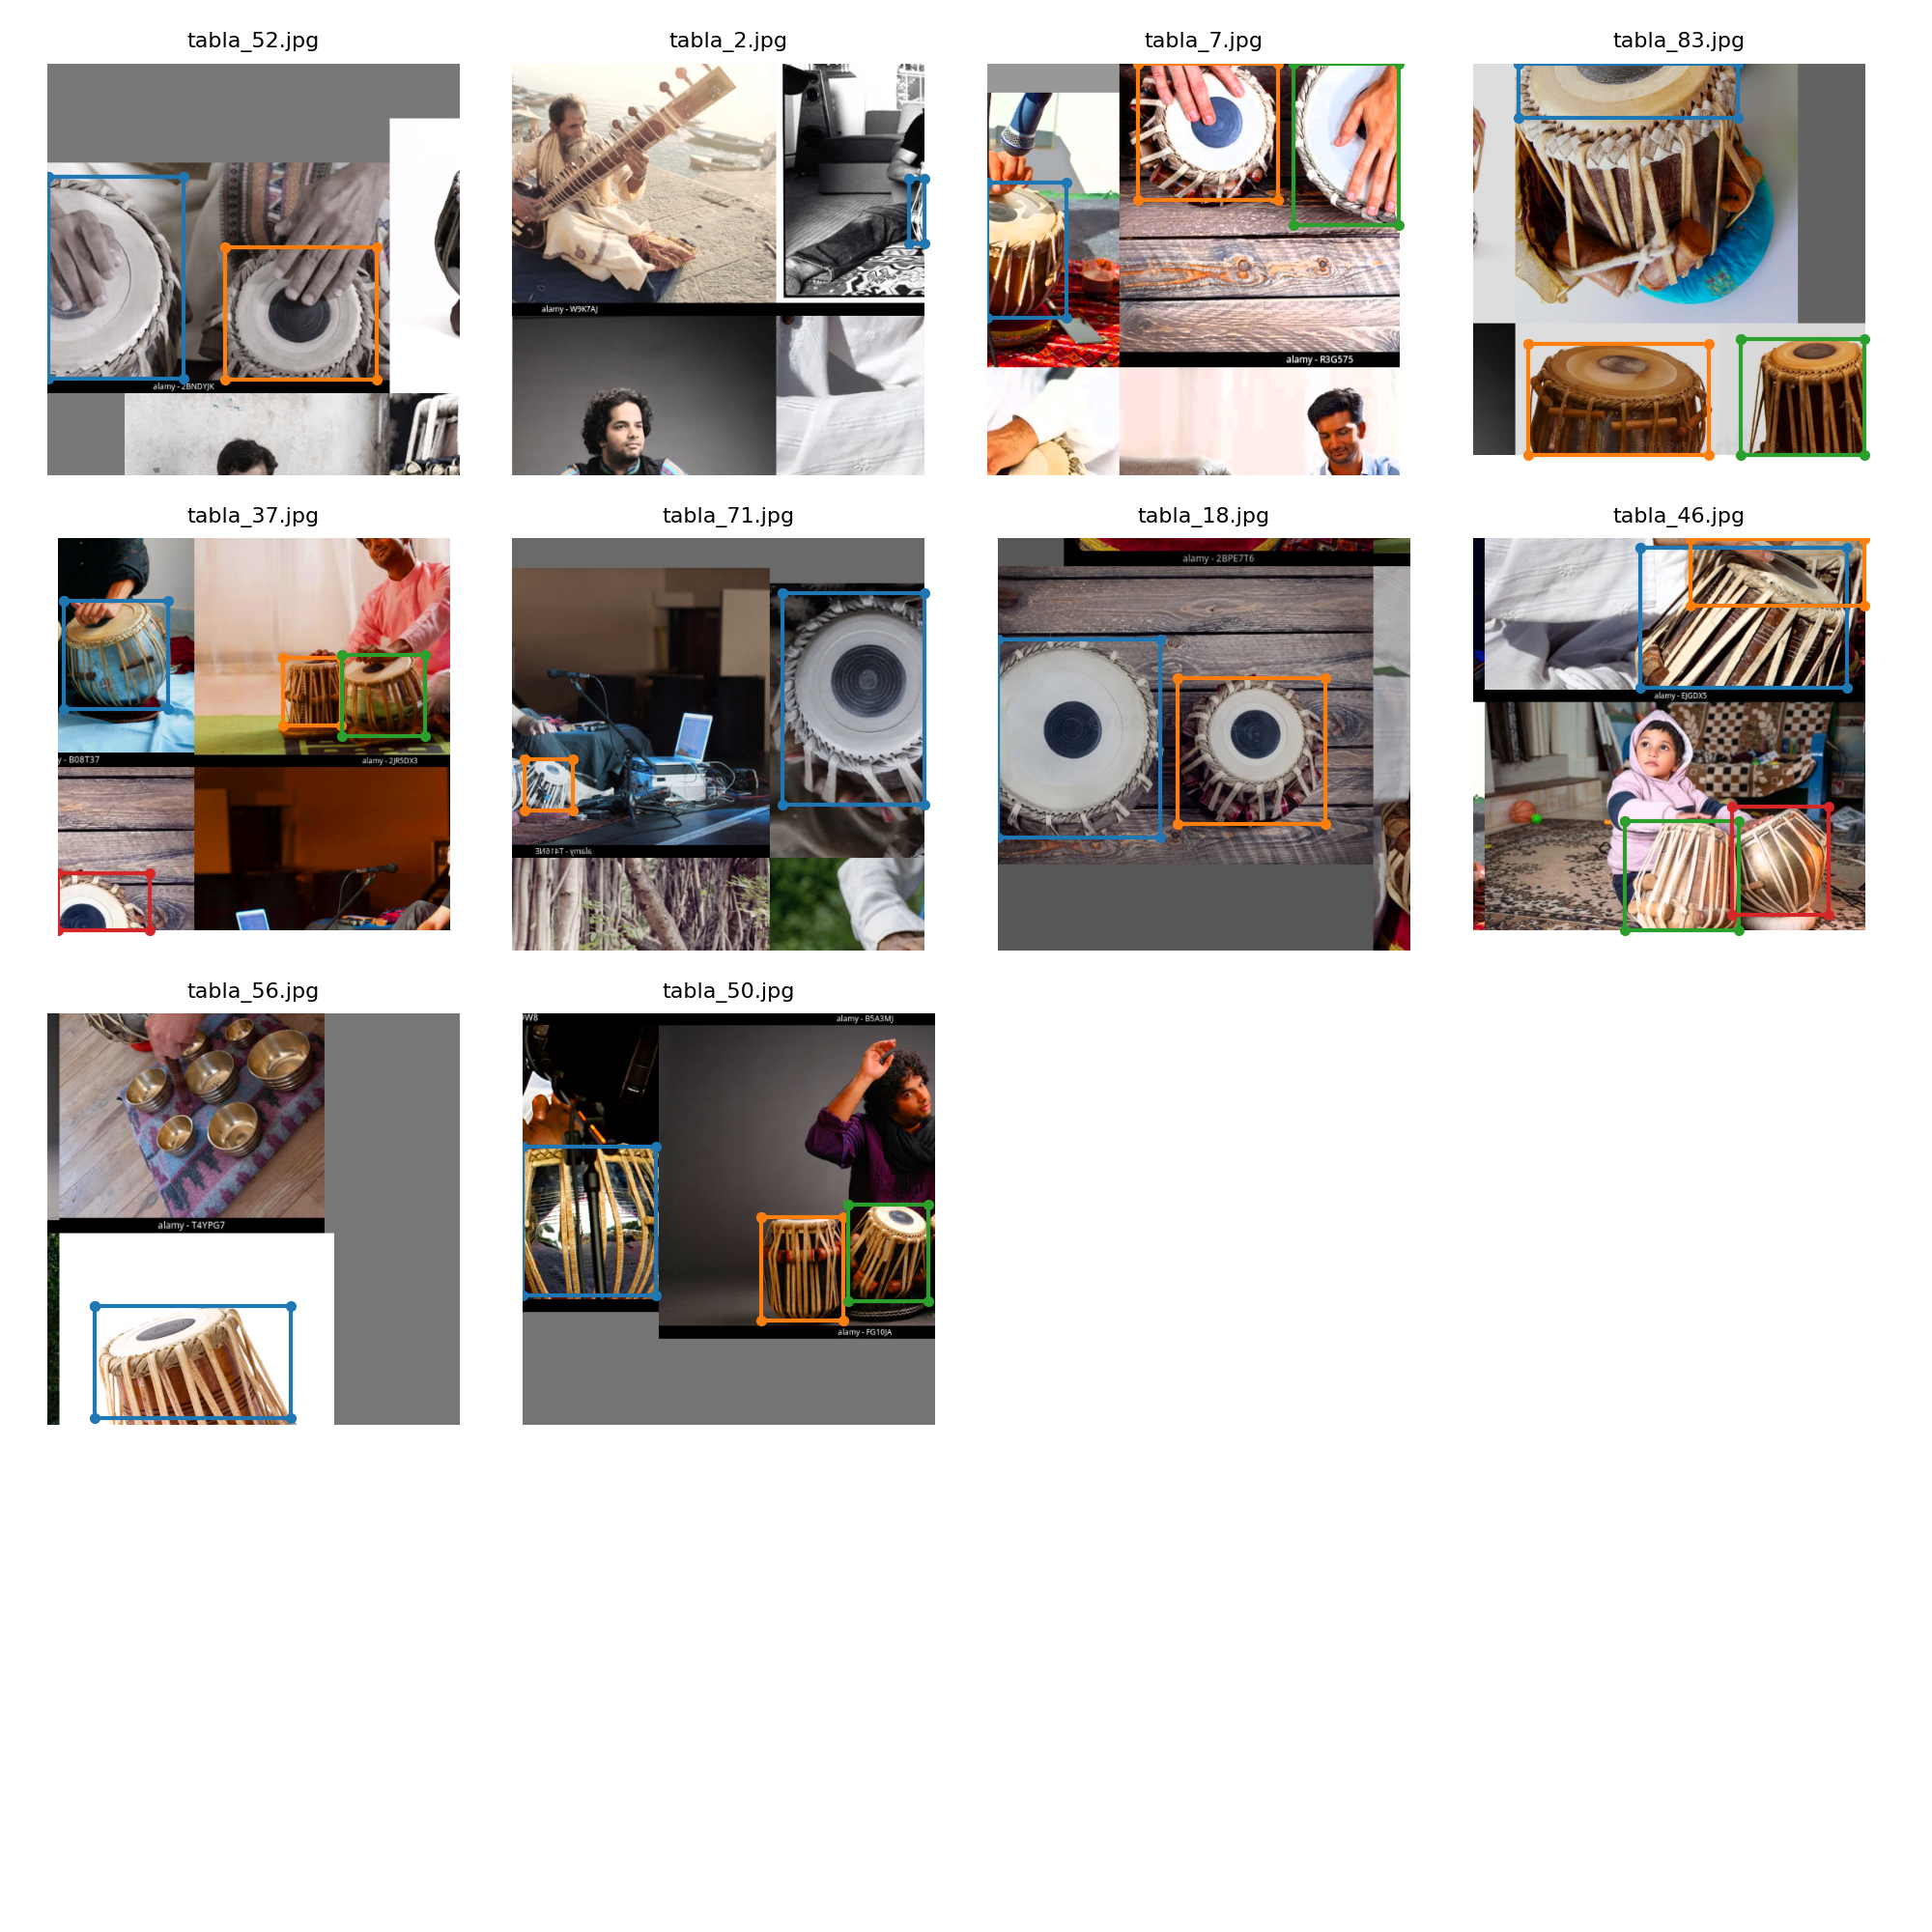 tabla_52.jpg
tabla_2.jpg
tabla_7.jpg
tabla_83.jpg
alamy - 2BNDYJK
alamy - W9K7AJ
alamy - R3G575
tabla_37.jpg
tabla_71.jpg
tabla_18.jpg
tabla_46.jpg
alamy - 2BPE7T6
alamy - EJGDX5
y - B08T37
alamy - 2JR5DX3
alamy - T416NE
tabla_56.jpg
tabla_50.jpg
W8
alamy - B5A3MJ
alamy - T4YPG7
alamy - FG10JA